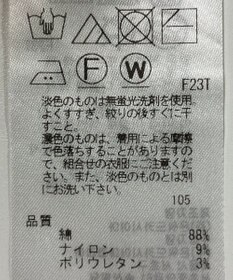 F
W
F23T
淡色のものは無蛍光洗剤を使用。
よくすすぎ、絞りの後すぐに干
すこと。
濃色のものは、着用による摩擦
で色落ちすることがありますの
で、組合せの衣服にご注意くだ
さい。また、淡色のものとは別
にお洗い下さい。
105
品質
綿 88%
ナイロン 9%
ポリウレタン 3%